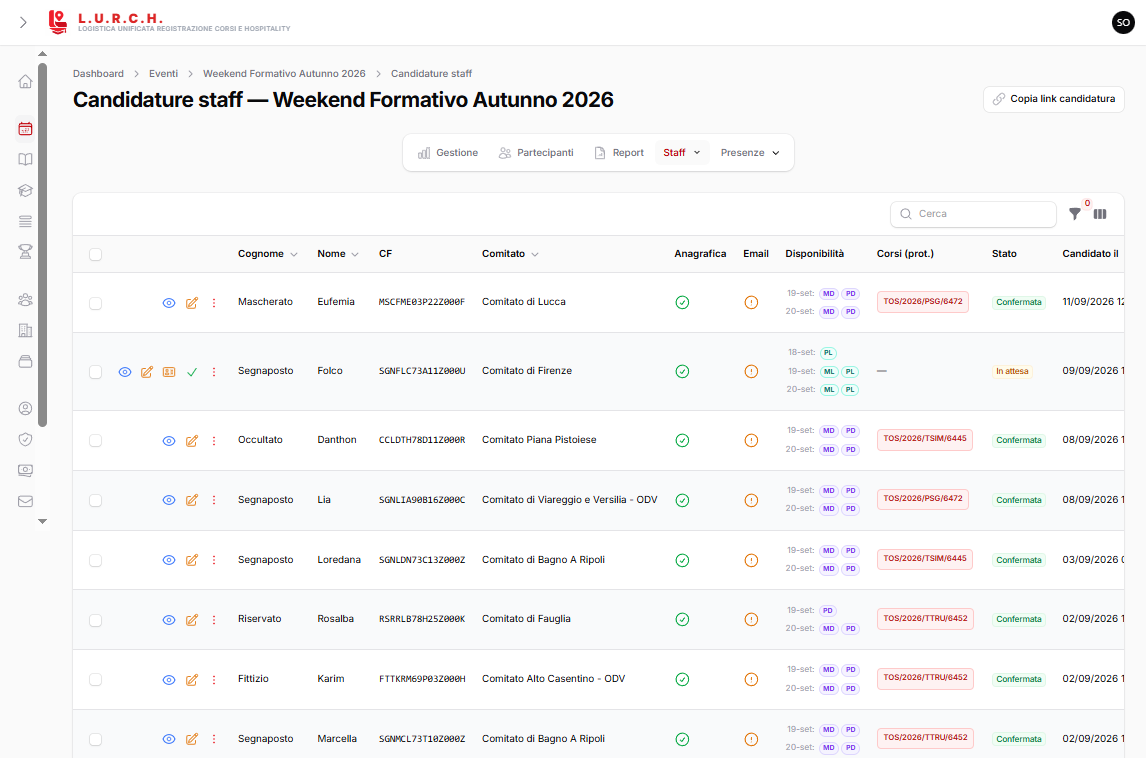 L.U.R.C.H.
LOGISTICA UNIFICATA REGISTRAZIONE CORSI E HOSPITALITY
SO
Dashboard > Eventi > Weekend Formativo Autunno 2026 > Candidature staff
Candidature staff — Weekend Formativo Autunno 2026
Copia link candidatura
Gestione Partecipanti Report Staff Presenze
Cerca
0
Cognome Nome CF Comitato Anagrafica Email Disponibilità Corsi (prot.) Stato Candidato il
19-set: MD PD
Mascherato Eufemia MSCFME03P22Z000F Comitato di Lucca TOS/2026/PSG/6472 Confermata 11/09/2026 12
20-set: MD PD
18-set: PL
Segnaposto Folco SGNFLC73A11Z000U Comitato di Firenze 19-set: ML PL — In attesa 09/09/2026 1
20-set: ML PL
19-set: MD PD
Occultato Danthon CCLDTH78D11Z000R Comitato Piana Pistoiese TOS/2026/TSIM/6445 Confermata 08/09/2026 1
20-set: MD PD
19-set: MD PD
Segnaposto Lia SGNLIA90B16Z000C Comitato di Viareggio e Versilia - ODV TOS/2026/PSG/6472 Confermata 08/09/2026 1
20-set: MD PD
19-set: MD PD
Segnaposto Loredana SGNLDN73C13Z000Z Comitato di Bagno A Ripoli TOS/2026/TSIM/6445 Confermata 03/09/2026 0
20-set: MD PD
19-set: PD
Riservato Rosalba RSRRLB78H25Z000K Comitato di Fauglia TOS/2026/TTRU/6452 Confermata 02/09/2026 1
20-set: MD PD
19-set: MD PD
Fittizio Karim FTTKRM69P03Z000H Comitato Alto Casentino - ODV TOS/2026/TTRU/6452 Confermata 02/09/2026 1
20-set: MD PD
19-set: MD PD
Segnaposto Marcella SGNMCL73T10Z000Z Comitato di Bagno A Ripoli TOS/2026/TTRU/6452 Confermata 02/09/2026 1
20-set: MD PD